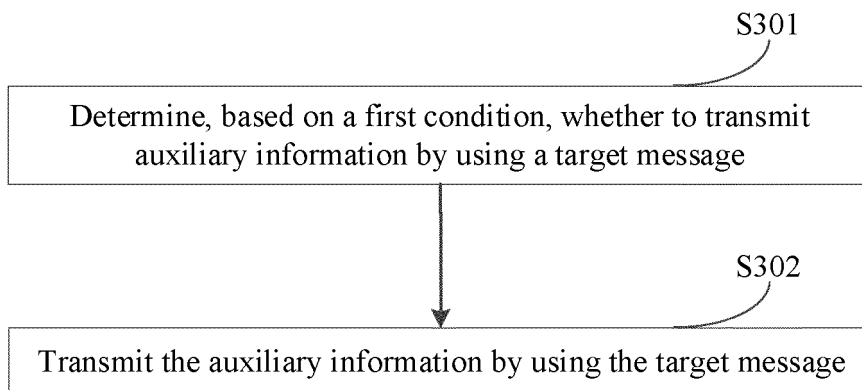 S301
Determine, based on a first condition, whether to transmit
auxiliary information by using a target message
S302
Transmit the auxiliary information by using the target message